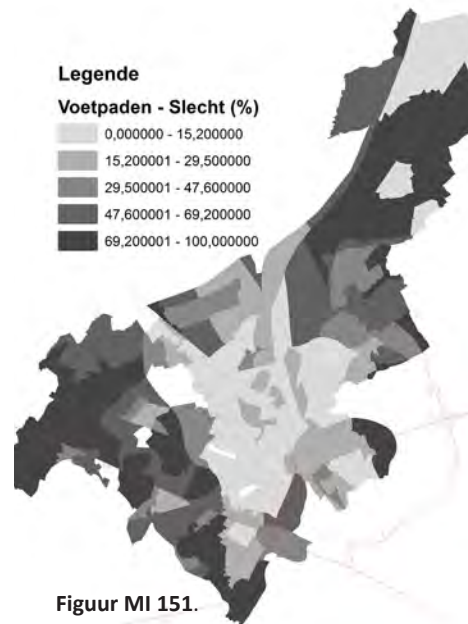 Legende
Voetpaden - Slecht (%)
0,000000 - 15,200000
15,200001 - 29,500000
29,500001 - 47,600000
47,600001 - 69,200000
69,200001 - 100,000000
Figuur MI 151.